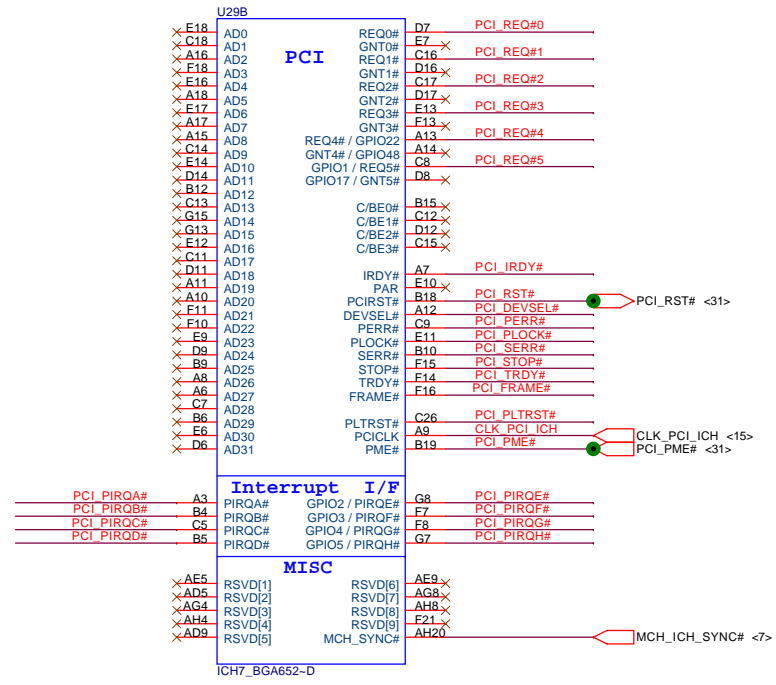 U29B
PCI
E18 AD0 REQ0# D7 PCI_REQ#0
C18 AD1 GNT0# E7
A16 AD2 REQ1# C16 PCI_REQ#1
F18 AD3 GNT1# D16
E16 AD4 REQ2# C17 PCI_REQ#2
A18 AD5 GNT2# D17
E17 AD6 REQ3# E13 PCI_REQ#3
A17 AD7 GNT3# F13
A15 AD8 REQ4# / GPIO22 A13 PCI_REQ#4
C14 AD9 GNT4# / GPIO48 A14
E14 AD10 GPIO1 / REQ5# C8 PCI_REQ#5
D14 AD11 GPIO17 / GNT5# D8
B12 AD12
C13 AD13 C/BE0# B15
G15 AD14 C/BE1# C12
G13 AD15 C/BE2# D12
E12 AD16 C/BE3# C15
C11 AD17
D11 AD18 IRDY# A7 PCI_IRDY#
A11 AD19 PAR E10
A10 AD20 PCIRST# B18 PCI_RST# PCI_RST# <31>
F11 AD21 DEVSEL# A12 PCI_DEVSEL#
F10 AD22 PERR# C9 PCI_PERR#
E9 AD23 PLOCK# E11 PCI_PLOCK#
D9 AD24 SERR# B10 PCI_SERR#
B9 AD25 STOP# F15 PCI_STOP#
A8 AD26 TRDY# F14 PCI_TRDY#
A6 AD27 FRAME# F16 PCI_FRAME#
C7 AD28
B6 AD29 PLTRST# C26 PCI_PLTRST#
E6 AD30 PCICLK A9 CLK_PCI_ICH CLK_PCI_ICH <15>
D6 AD31 PME# B19 PCI_PME# PCI_PME# <31>
Interrupt I/F
PCI_PIRQA# A3 PIRQA# GPIO2 / PIRQE# G8 PCI_PIRQE#
PCI_PIRQB# B4 PIRQB# GPIO3 / PIRQF# F7 PCI_PIRQF#
PCI_PIRQC# C5 PIRQC# GPIO4 / PIRQG# F8 PCI_PIRQG#
PCI_PIRQD# B5 PIRQD# GPIO5 / PIRQH# G7 PCI_PIRQH#
MISC
AE5 RSVD[1] RSVD[6] AE9
AD5 RSVD[2] RSVD[7] AG8
AG4 RSVD[3] RSVD[8] AH8
AH4 RSVD[4] RSVD[9] F21
AD9 RSVD[5] MCH_SYNC# AH20 MCH_ICH_SYNC# <7>
ICH7_BGA652~D